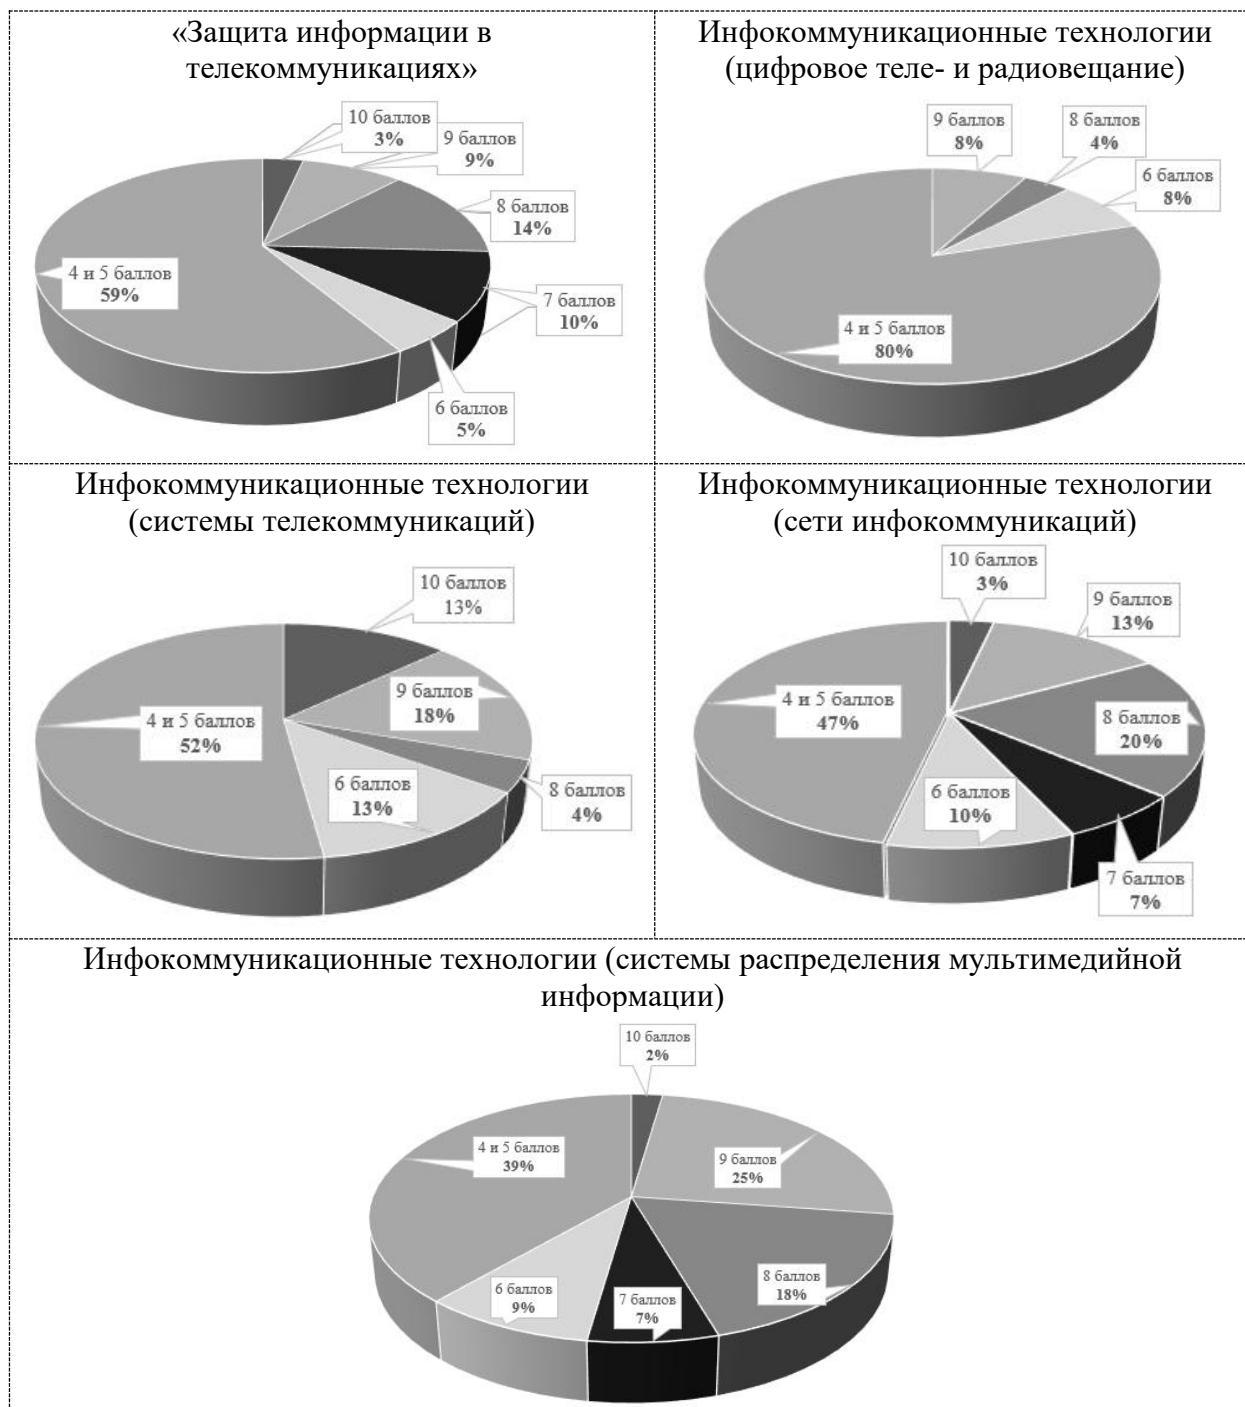 «Защита информации в
телекоммуникациях»
10 баллов
3%
9 баллов
9%
8 баллов
14%
7 баллов
10%
6 баллов
5%
4 и 5 баллов
59%
Инфокоммуникационные технологии
(цифровое теле- и радиовещание)
9 баллов
8%
8 баллов
4%
6 баллов
8%
4 и 5 баллов
80%
Инфокоммуникационные технологии
(системы телекоммуникаций)
10 баллов
13%
9 баллов
18%
8 баллов
4%
6 баллов
13%
4 и 5 баллов
52%
Инфокоммуникационные технологии
(сети инфокоммуникаций)
10 баллов
3%
9 баллов
13%
8 баллов
20%
7 баллов
7%
6 баллов
10%
4 и 5 баллов
47%
Инфокоммуникационные технологии (системы распределения мультимедийной
информации)
10 баллов
2%
9 баллов
25%
8 баллов
18%
7 баллов
7%
6 баллов
9%
4 и 5 баллов
39%